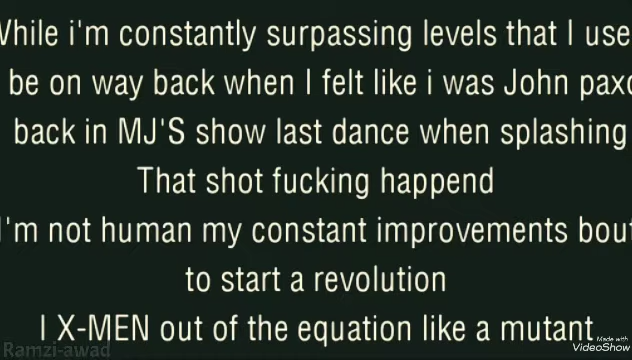 While i'm constantly surpassing levels that I use
be on way back when I felt like i was John paxo
back in MJ'S show last dance when splashing
That shot fucking happend
I'm not human my constant improvements bout
to start a revolution
I X-MEN out of the equation like a mutant
Ramzi-awad
Made with
VideoShow